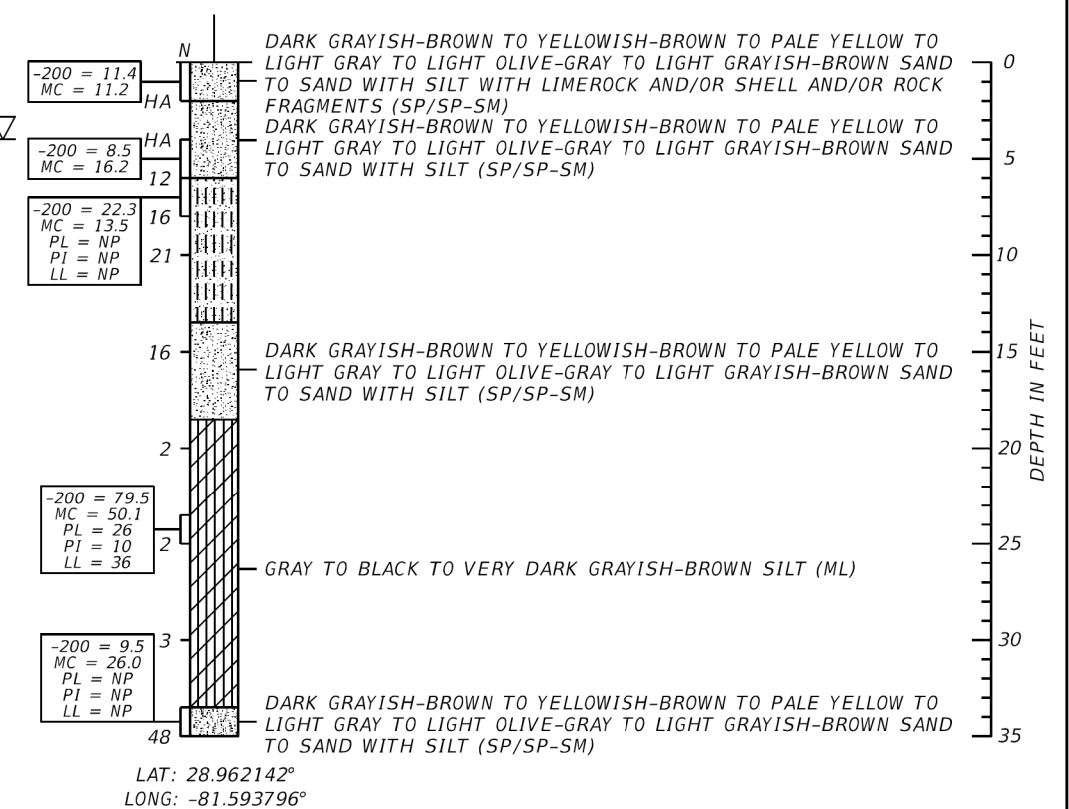 DARK GRAYISH-BROWN TO YELLOWISH-BROWN TO PALE YELLOW TO
LIGHT GRAY TO LIGHT OLIVE-GRAY TO LIGHT GRAYISH-BROWN SAND
TO SAND WITH SILT WITH LIMEROCK AND/OR SHELL AND/OR ROCK
FRAGMENTS (SP/SP-SM)
N
0
-200 = 11.4
MC = 11.2
HA
DARK GRAYISH-BROWN TO YELLOWISH-BROWN TO PALE YELLOW TO
LIGHT GRAY TO LIGHT OLIVE-GRAY TO LIGHT GRAYISH-BROWN SAND
TO SAND WITH SILT (SP/SP-SM)
HA
-200 = 8.5
MC = 16.2
5
12
-200 = 22.3
MC = 13.5
PL = NP
PI = NP
LL = NP
16
21
10
DARK GRAYISH-BROWN TO YELLOWISH-BROWN TO PALE YELLOW TO
LIGHT GRAY TO LIGHT OLIVE-GRAY TO LIGHT GRAYISH-BROWN SAND
TO SAND WITH SILT (SP/SP-SM)
16
15
DEPTH IN FEET
2
20
-200 = 79.5
MC = 50.1
PL = 26
PI = 10
LL = 36
2
25
GRAY TO BLACK TO VERY DARK GRAYISH-BROWN SILT (ML)
3
30
-200 = 9.5
MC = 26.0
PL = NP
PI = NP
LL = NP
DARK GRAYISH-BROWN TO YELLOWISH-BROWN TO PALE YELLOW TO
LIGHT GRAY TO LIGHT OLIVE-GRAY TO LIGHT GRAYISH-BROWN SAND
TO SAND WITH SILT (SP/SP-SM)
48
35
LAT: 28.962142°
LONG: -81.593796°